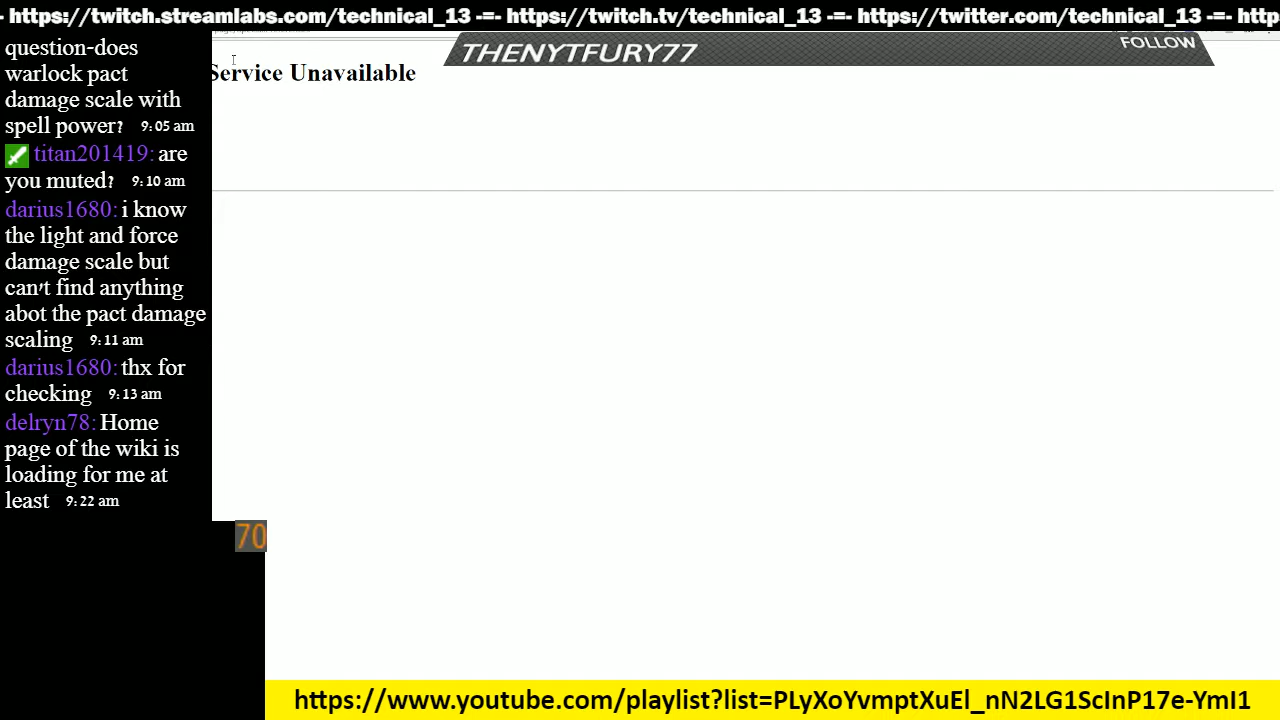 - https://twitch.streamlabs.com/technical_13 -=- https://twitch.tv/technical_13 -=- https://twitter.com/technical_13 -=- http
THENYTFURY77
FOLLOW
Service Unavailable
question-does
warlock pact
damage scale with
spell power? 9:05 am
titan201419: are
you muted? 9:10 am
darius1680: i know
the light and force
damage scale but
can't find anything
abot the pact damage
scaling 9:11 am
darius1680: thx for
checking 9:13 am
delryn78: Home
page of the wiki is
loading for me at
least 9:22 am
70
https://www.youtube.com/playlist?list=PLyXoYvmptXuEl_nN2LG1ScInP17e-YmI1